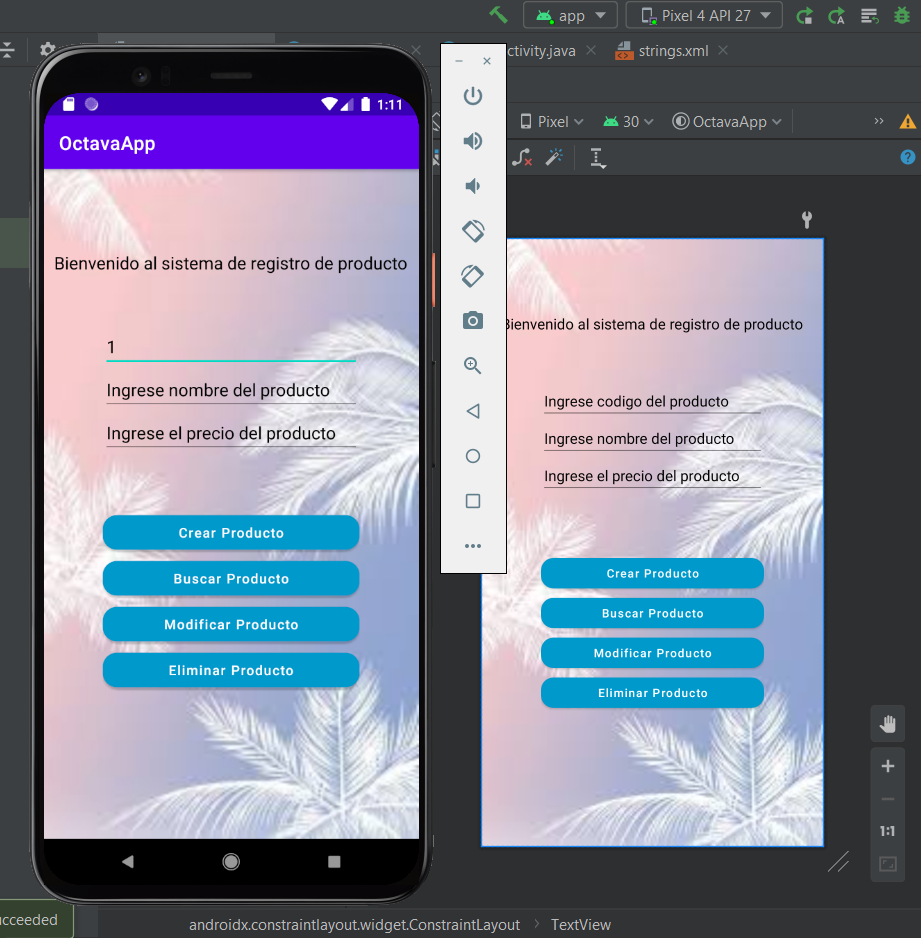 app
Pixel 4 API 27
ctivity.java
strings.xml
Pixel
30
OctavaApp
1:11
OctavaApp
Bienvenido al sistema de registro de producto
1
Ingrese nombre del producto
Ingrese el precio del producto
Crear Producto
Buscar Producto
Modificar Producto
Eliminar Producto
Bienvenido al sistema de registro de producto
Ingrese codigo del producto
Ingrese nombre del producto
Ingrese el precio del producto
Crear Producto
Buscar Producto
Modificar Producto
Eliminar Producto
1:1
ucceeded
androidx.constraintlayout.widget.ConstraintLayout
TextView